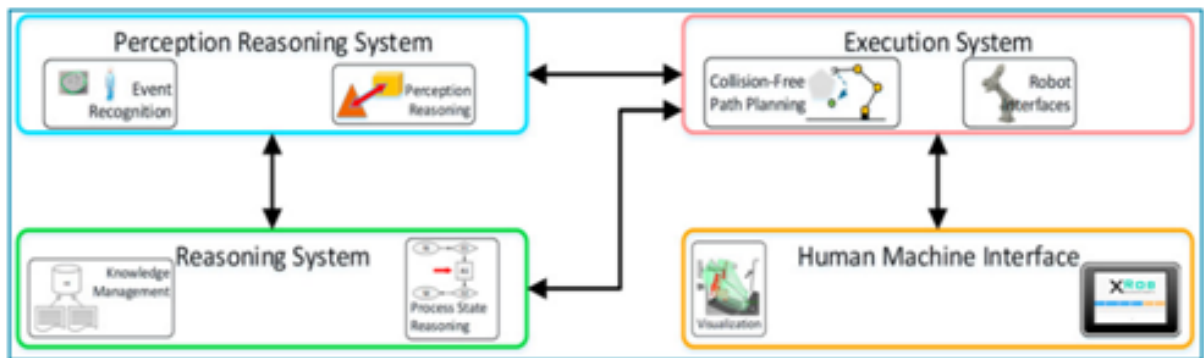 Perception Reasoning System
Event
Recognition
Perception
Reasoning
Execution System
Collision-Free
Path Planning
Robot
Interfaces
Reasoning System
Knowledge
Management
Process State
Reasoning
Human Machine Interface
Visualization
XROB